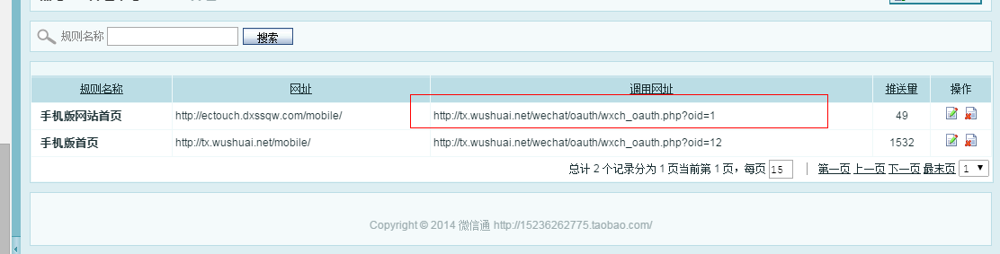 规则名称 搜索
规则名称 网址 调用网址 推送量 操作
手机版网站首页 http://ectouch.dxssqw.com/mobile/ http://tx.wushuai.net/wechat/oauth/wxch_oauth.php?oid=1 49
手机版首页 http://tx.wushuai.net/mobile/ http://tx.wushuai.net/wechat/oauth/wxch_oauth.php?oid=12 1532
总计 2 个记录分为 1 页当前第 1 页，每页 15 | 第一页 上一页 下一页 最末页 1
Copyright © 2014 微信通 http://15236262775.taobao.com/